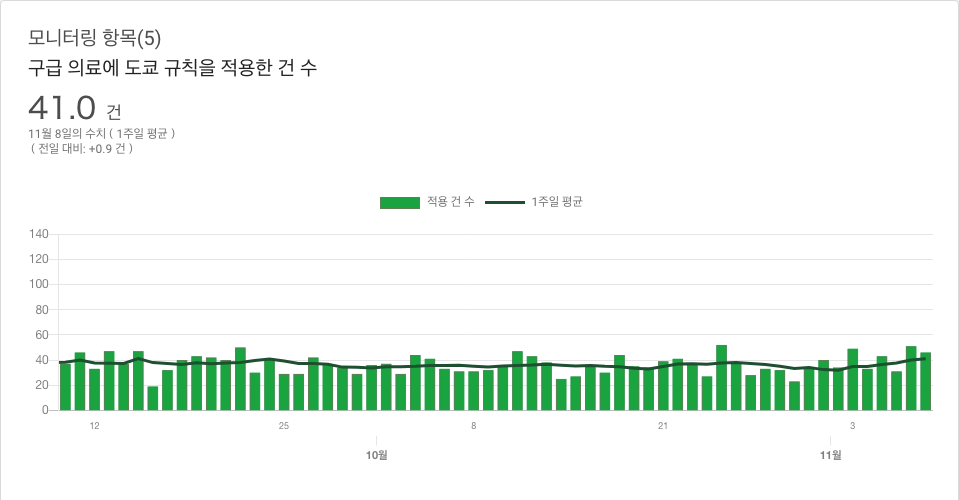 모니터링 항목(5)
구급 의료에 도쿄 규칙을 적용한 건 수
41.0 건
11월 8일의 수치 ( 1주일 평균 )
( 전일 대비: +0.9 건 )
적용 건 수 1주일 평균
140
120
100
80
60
40
20
0
12 25 8 21 3
10월 11월